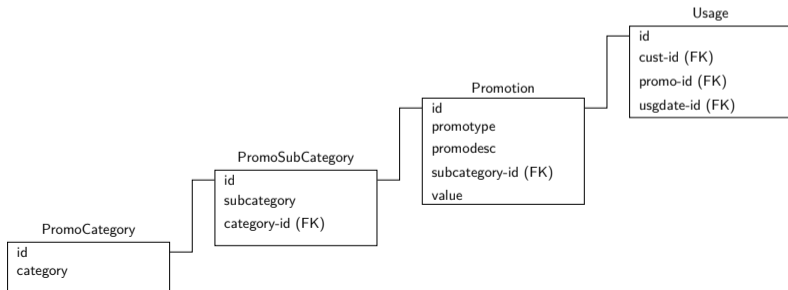 Usage
id
cust-id (FK)
promo-id (FK)
usgdate-id (FK)
Promotion
id
promotype
promodesc
subcategory-id (FK)
value
PromoSubCategory
id
subcategory
category-id (FK)
PromoCategory
id
category